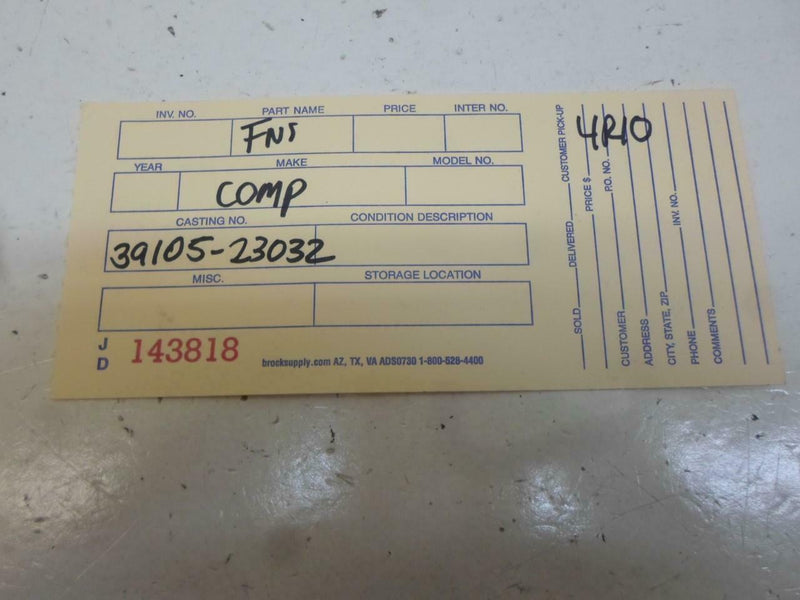 INV. NO. PART NAME PRICE INTER NO.
FNT
YEAR MAKE MODEL NO.
COMP
CASTING NO. CONDITION DESCRIPTION
39105-23032
MISC. STORAGE LOCATION
J D 143818 brocksupply.com AZ, TX, VA ADS0730 1-800-528-4400
4R10
SOLD DELIVERED CUSTOMER PICK-UP
PRICE $
P.O. NO.
CUSTOMER
ADDRESS
CITY, STATE, ZIP
INV. NO.
PHONE
COMMENTS